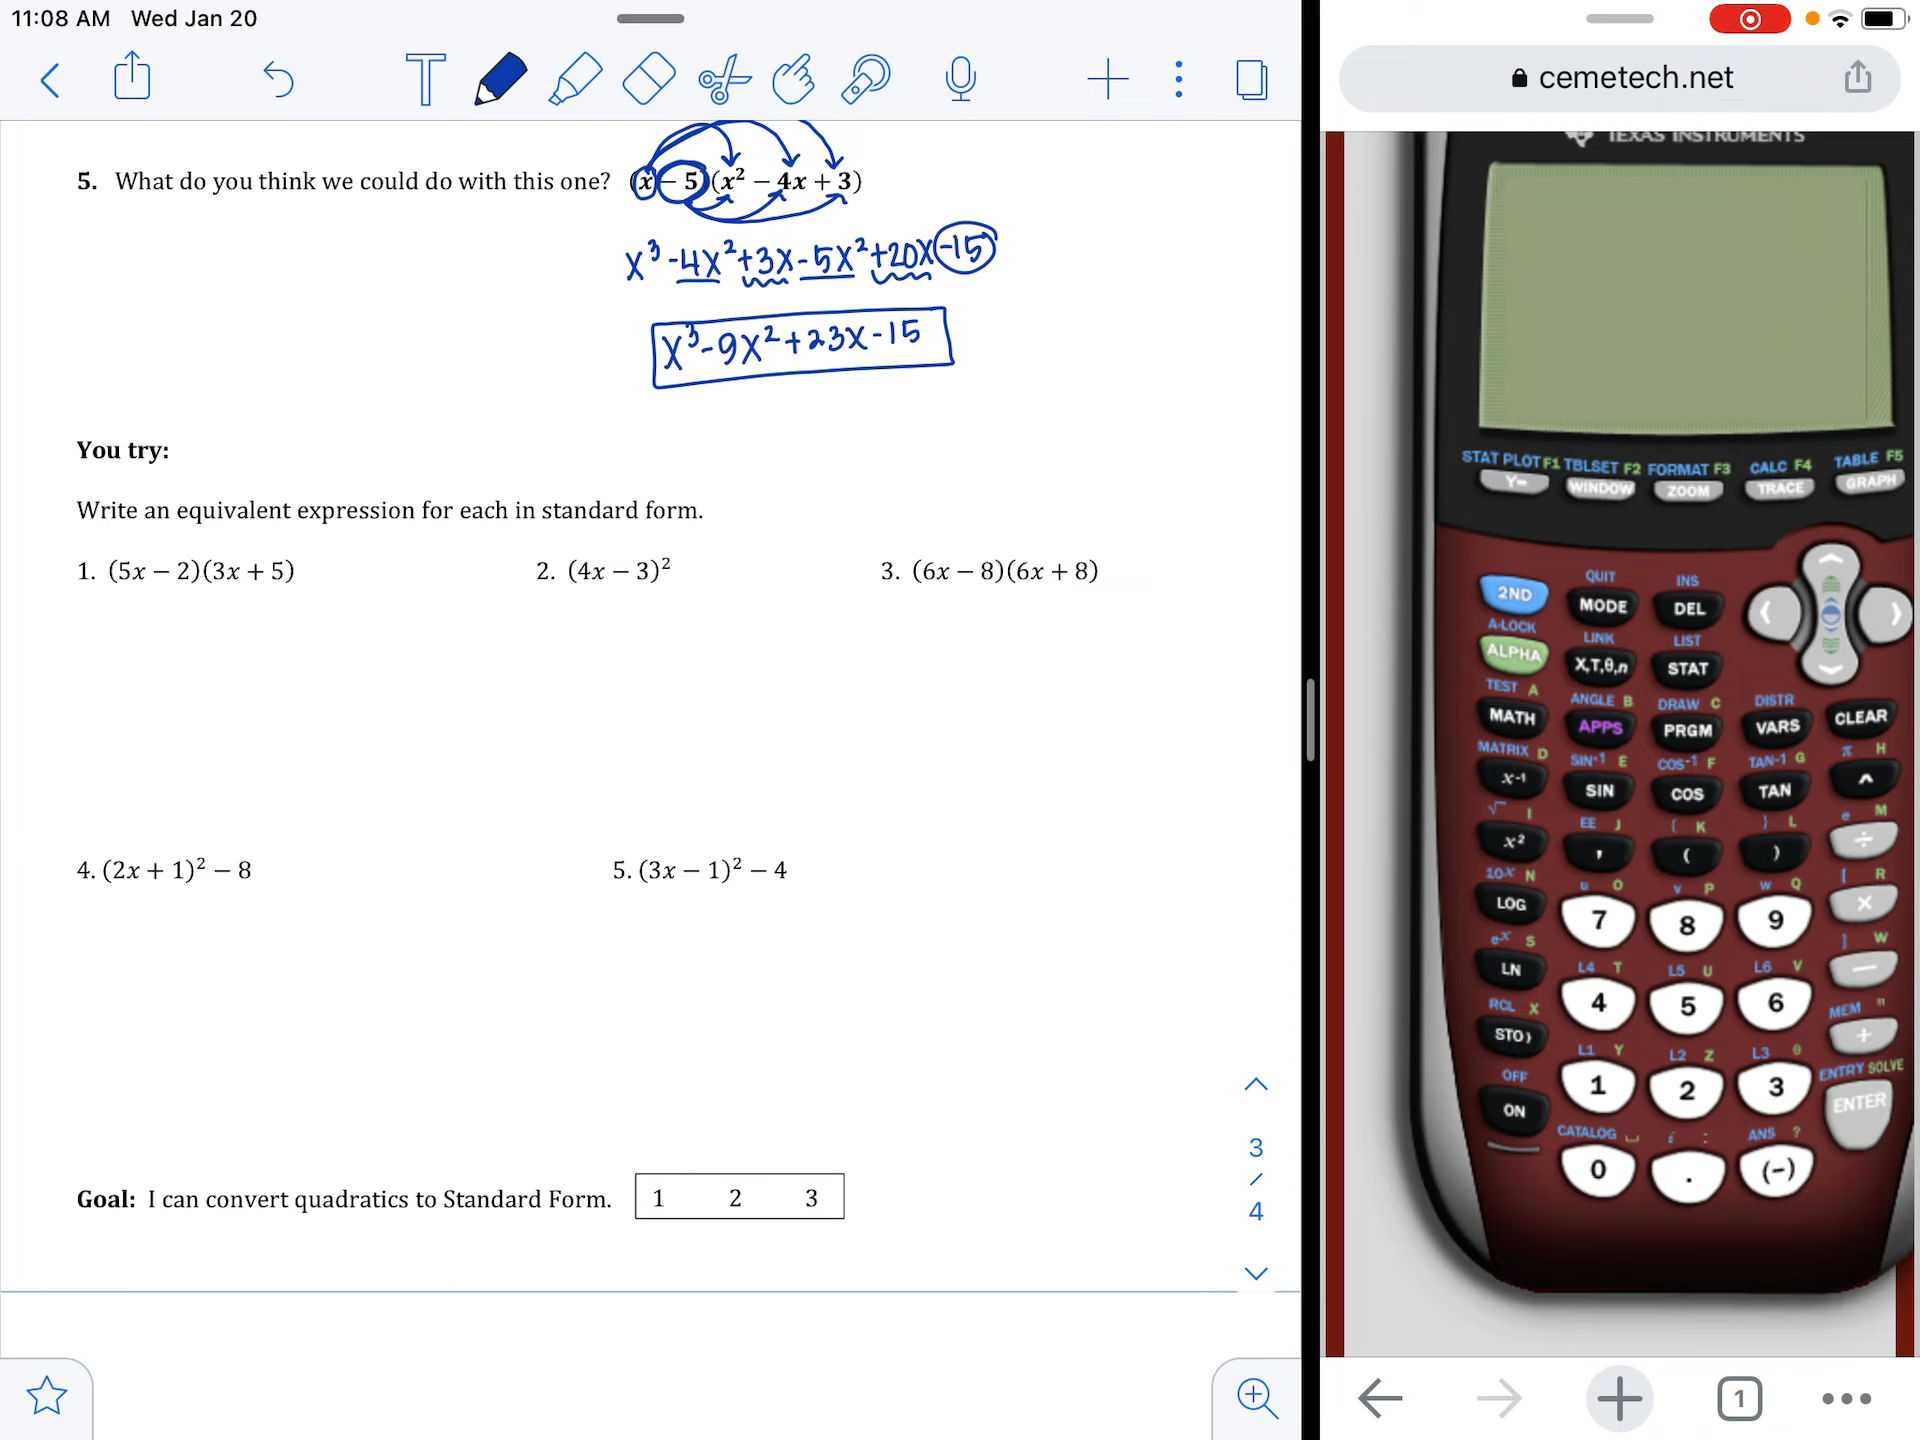 11:08 AM Wed Jan 20
cemetech.net
TEXAS INSTRUMENTS
5. What do you think we could do with this one? (x − 5)(x² − 4x + 3)
x³ -4x² +3x -5x² +20x -15
x³ -9x² +23x -15
You try:
Write an equivalent expression for each in standard form.
1. (5x − 2)(3x + 5) 2. (4x − 3)² 3. (6x − 8)(6x + 8)
4. (2x + 1)² − 8 5. (3x − 1)² − 4
Goal: I can convert quadratics to Standard Form. 1 2 3
3
/
4
STAT PLOT F1 TBLSET F2 FORMAT F3 CALC F4 TABLE F5
Y= WINDOW ZOOM TRACE GRAPH
QUIT INS
2ND MODE DEL
A-LOCK LINK LIST
ALPHA X,T,θ,n STAT
TEST A ANGLE B DRAW C DISTR
MATH APPS PRGM VARS CLEAR
MATRIX D SIN-1 E COS-1 F TAN-1 G π H
x-1 SIN COS TAN ^
√ I EE J { K } L e M
x² , ( ) ÷
10x N u O v P w Q [ R
LOG 7 8 9 ×
ex S L4 T L5 U L6 V ] W
LN 4 5 6 −
RCL X L1 Y L2 Z L3 θ MEM "
STO⟩ 1 2 3 +
OFF ENTRY SOLVE
ON ENTER
CATALOG ⎵ i : ANS ?
0 . (-)
1